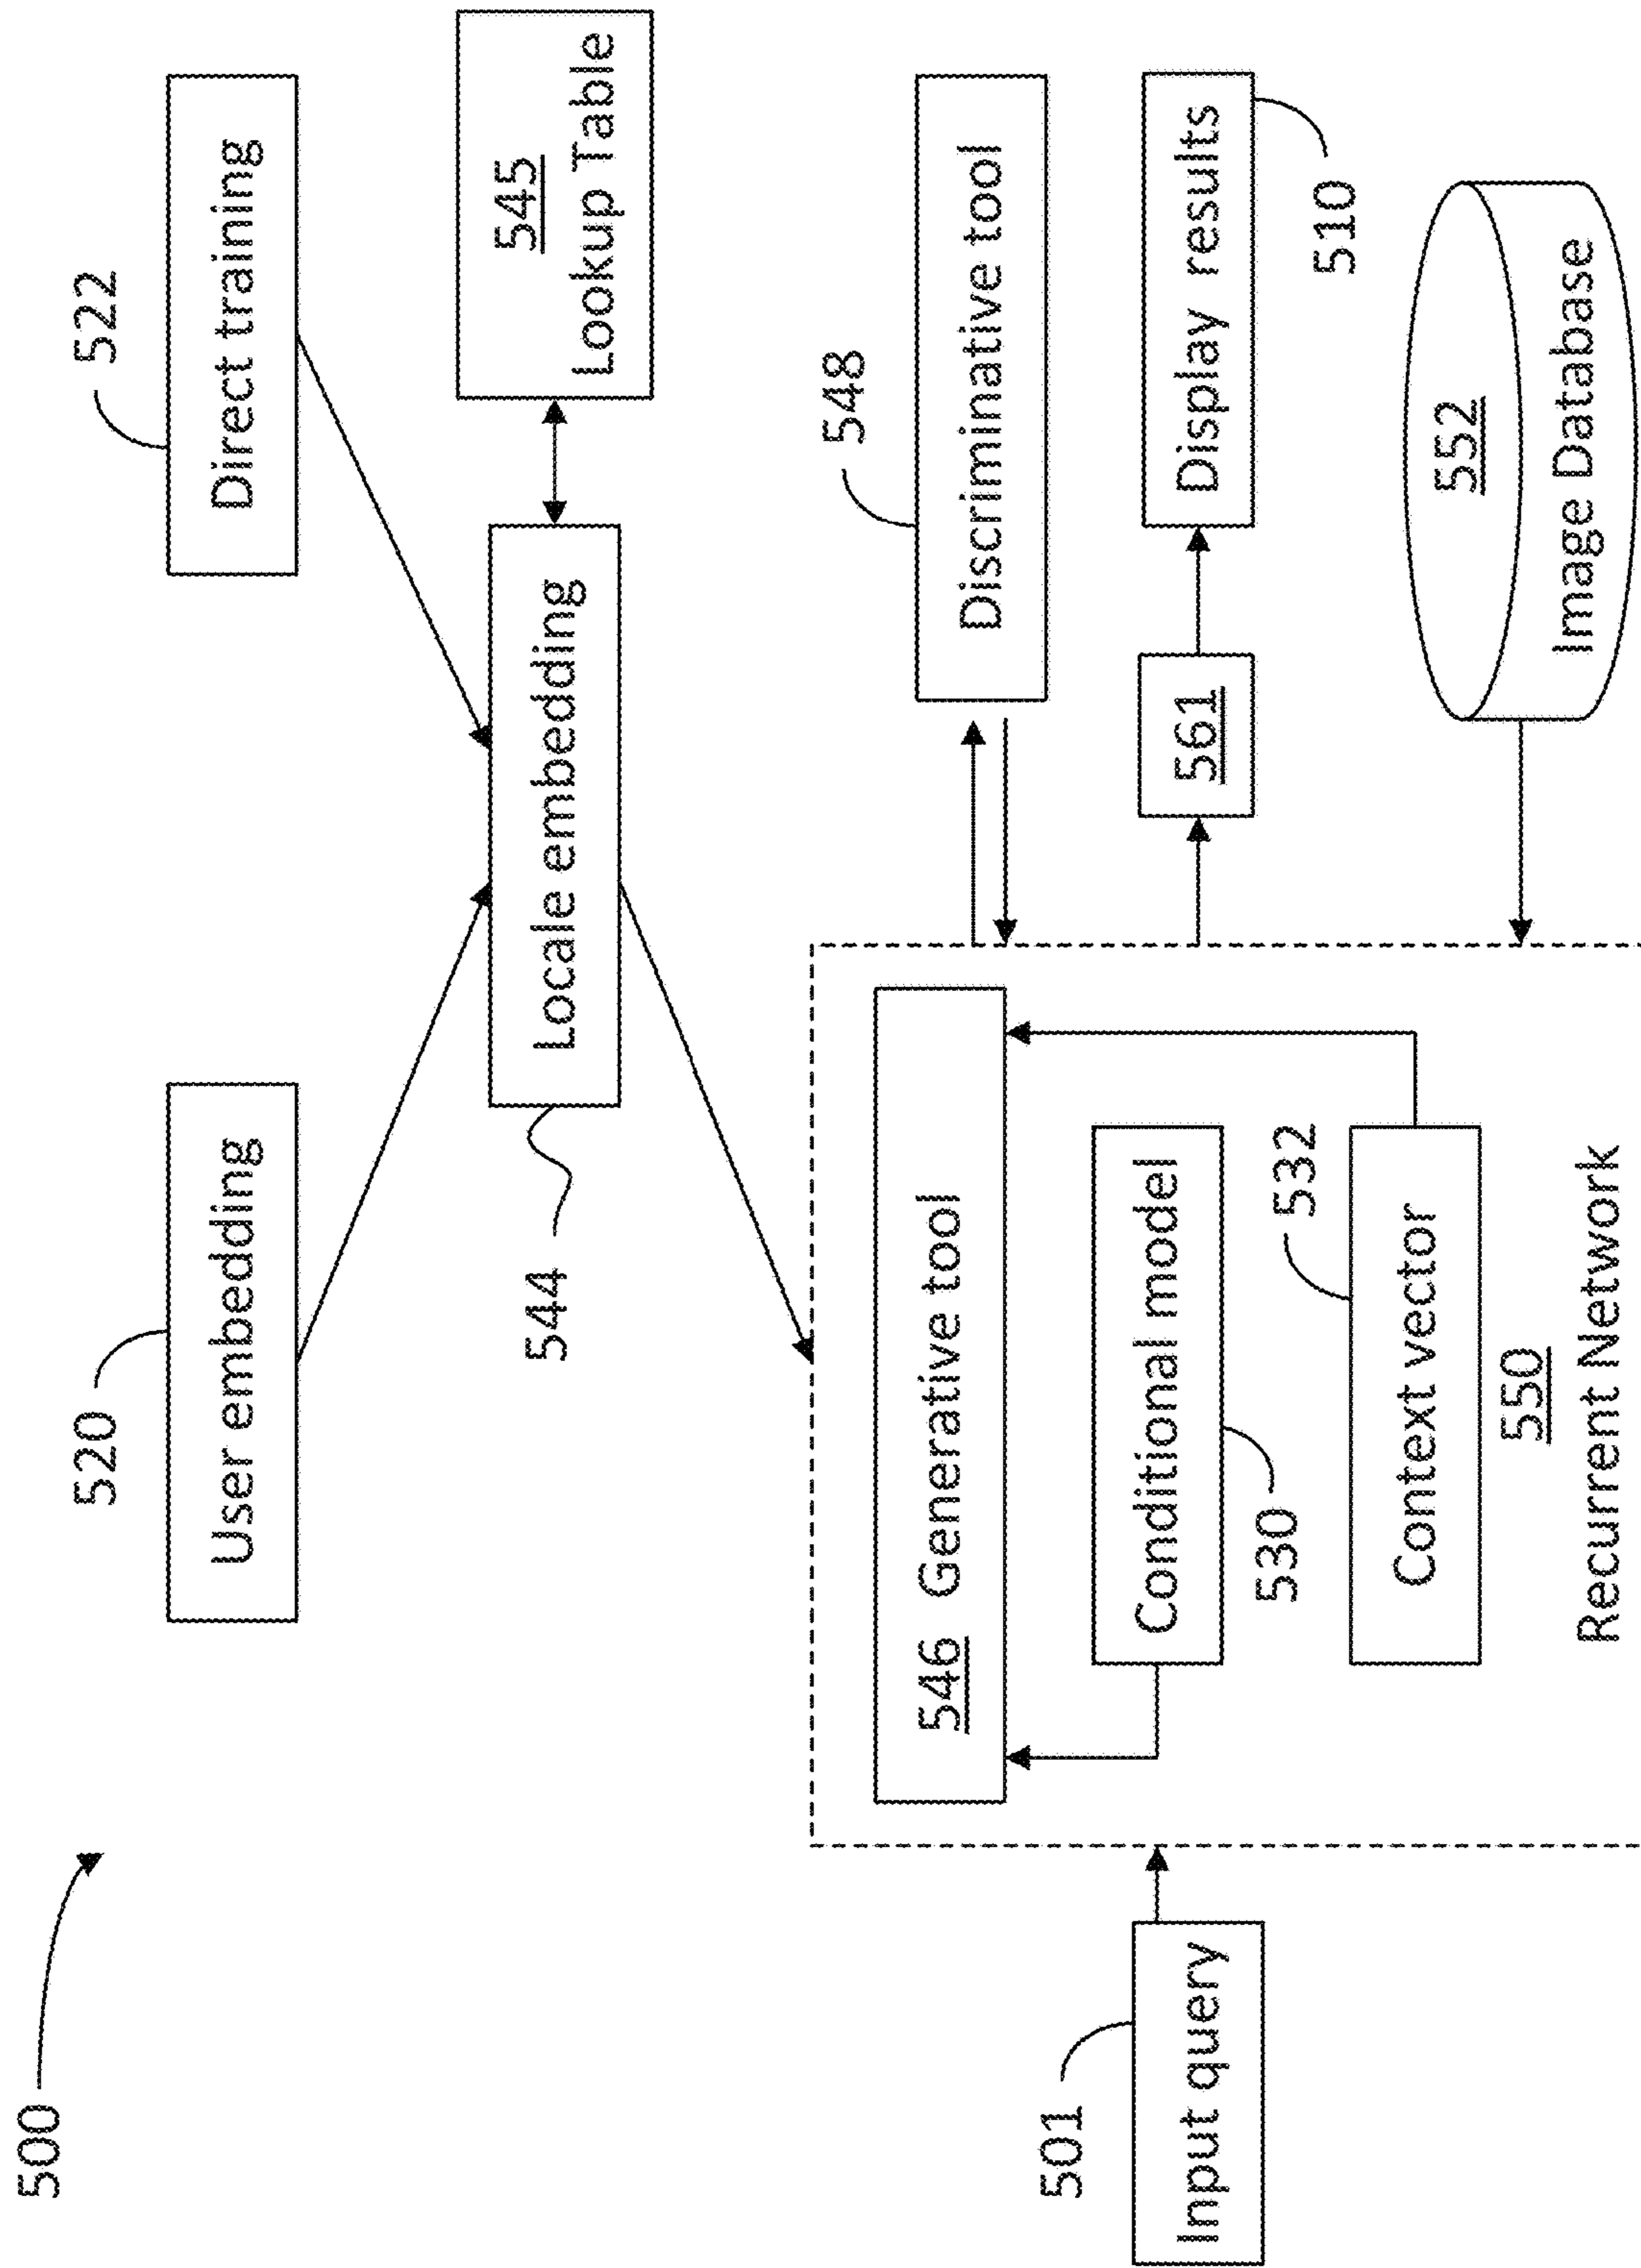 500
520
User embedding
522
Direct training
544
Locale embedding
545
Lookup Table
546 Generative tool
548
Discriminative tool
Conditional model
530
532
Context vector
550
Recurrent Network
501
Input query
561
Display results
510
552
Image Database